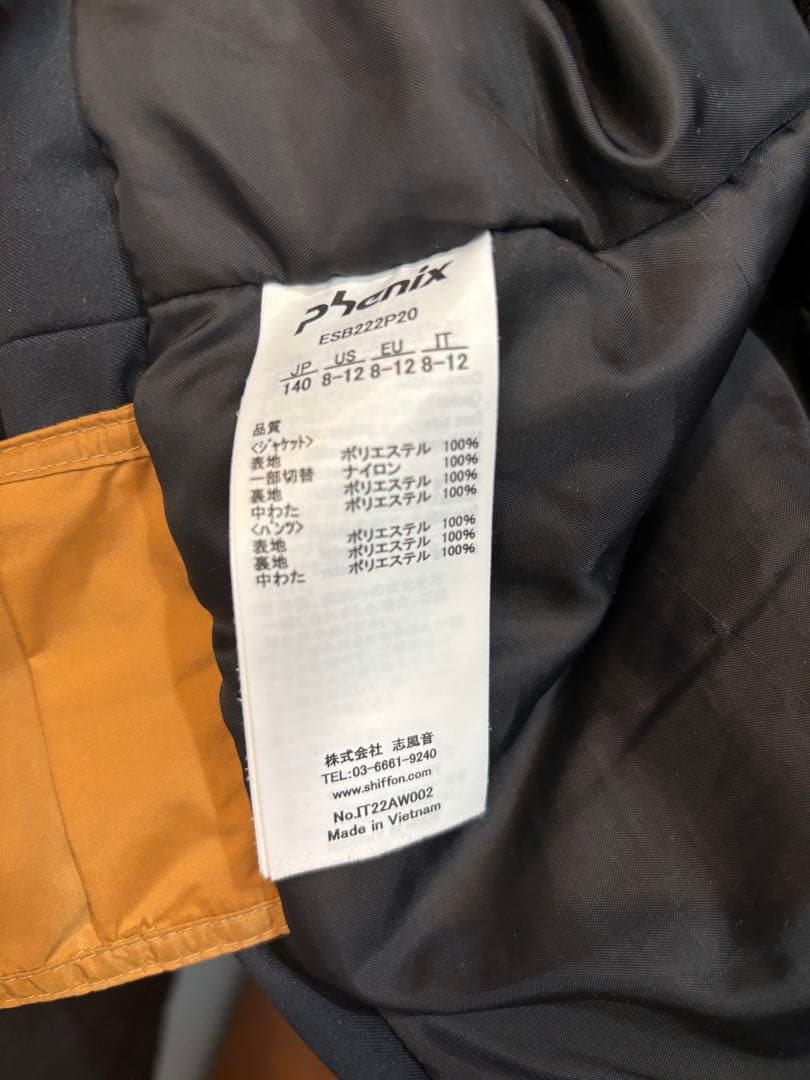 Phenix
ESB222P20
JP US EU IT
140 8-12 8-12 8-12
品質
<ジャケット>
表地 ポリエステル 100%
一部切替 ナイロン 100%
裏地 ポリエステル 100%
中わた ポリエステル 100%
<パンツ>
表地 ポリエステル 100%
裏地 ポリエステル 100%
中わた ポリエステル 100%
株式会社 志風音
TEL:03-6661-9240
www.shiffon.com
No.IT22AW002
Made in Vietnam